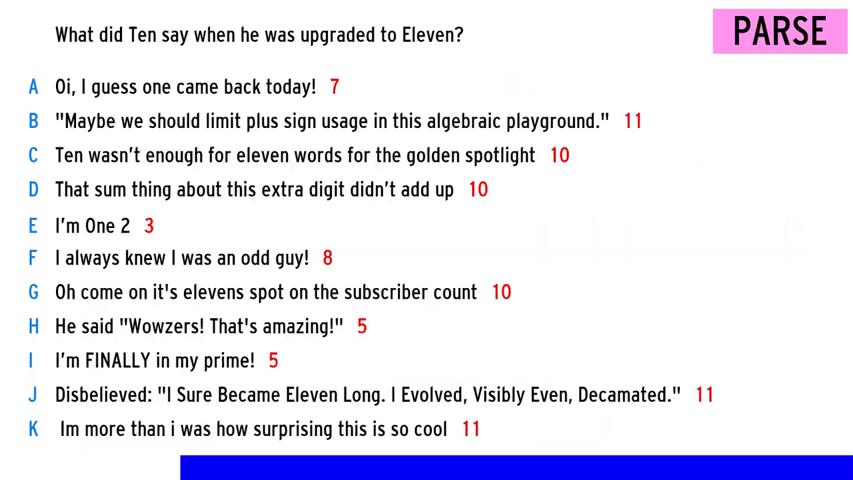 What did Ten say when he was upgraded to Eleven?
PARSE
A Oi, I guess one came back today! 7
B "Maybe we should limit plus sign usage in this algebraic playground." 11
C Ten wasn't enough for eleven words for the golden spotlight 10
D That sum thing about this extra digit didn't add up 10
E I'm One 2 3
F I always knew I was an odd guy! 8
G Oh come on it's elevens spot on the subscriber count 10
H He said "Wowzers! That's amazing!" 5
I I'm FINALLY in my prime! 5
J Disbelieved: "I Sure Became Eleven Long. I Evolved, Visibly Even, Decamated." 11
K Im more than i was how surprising this is so cool 11